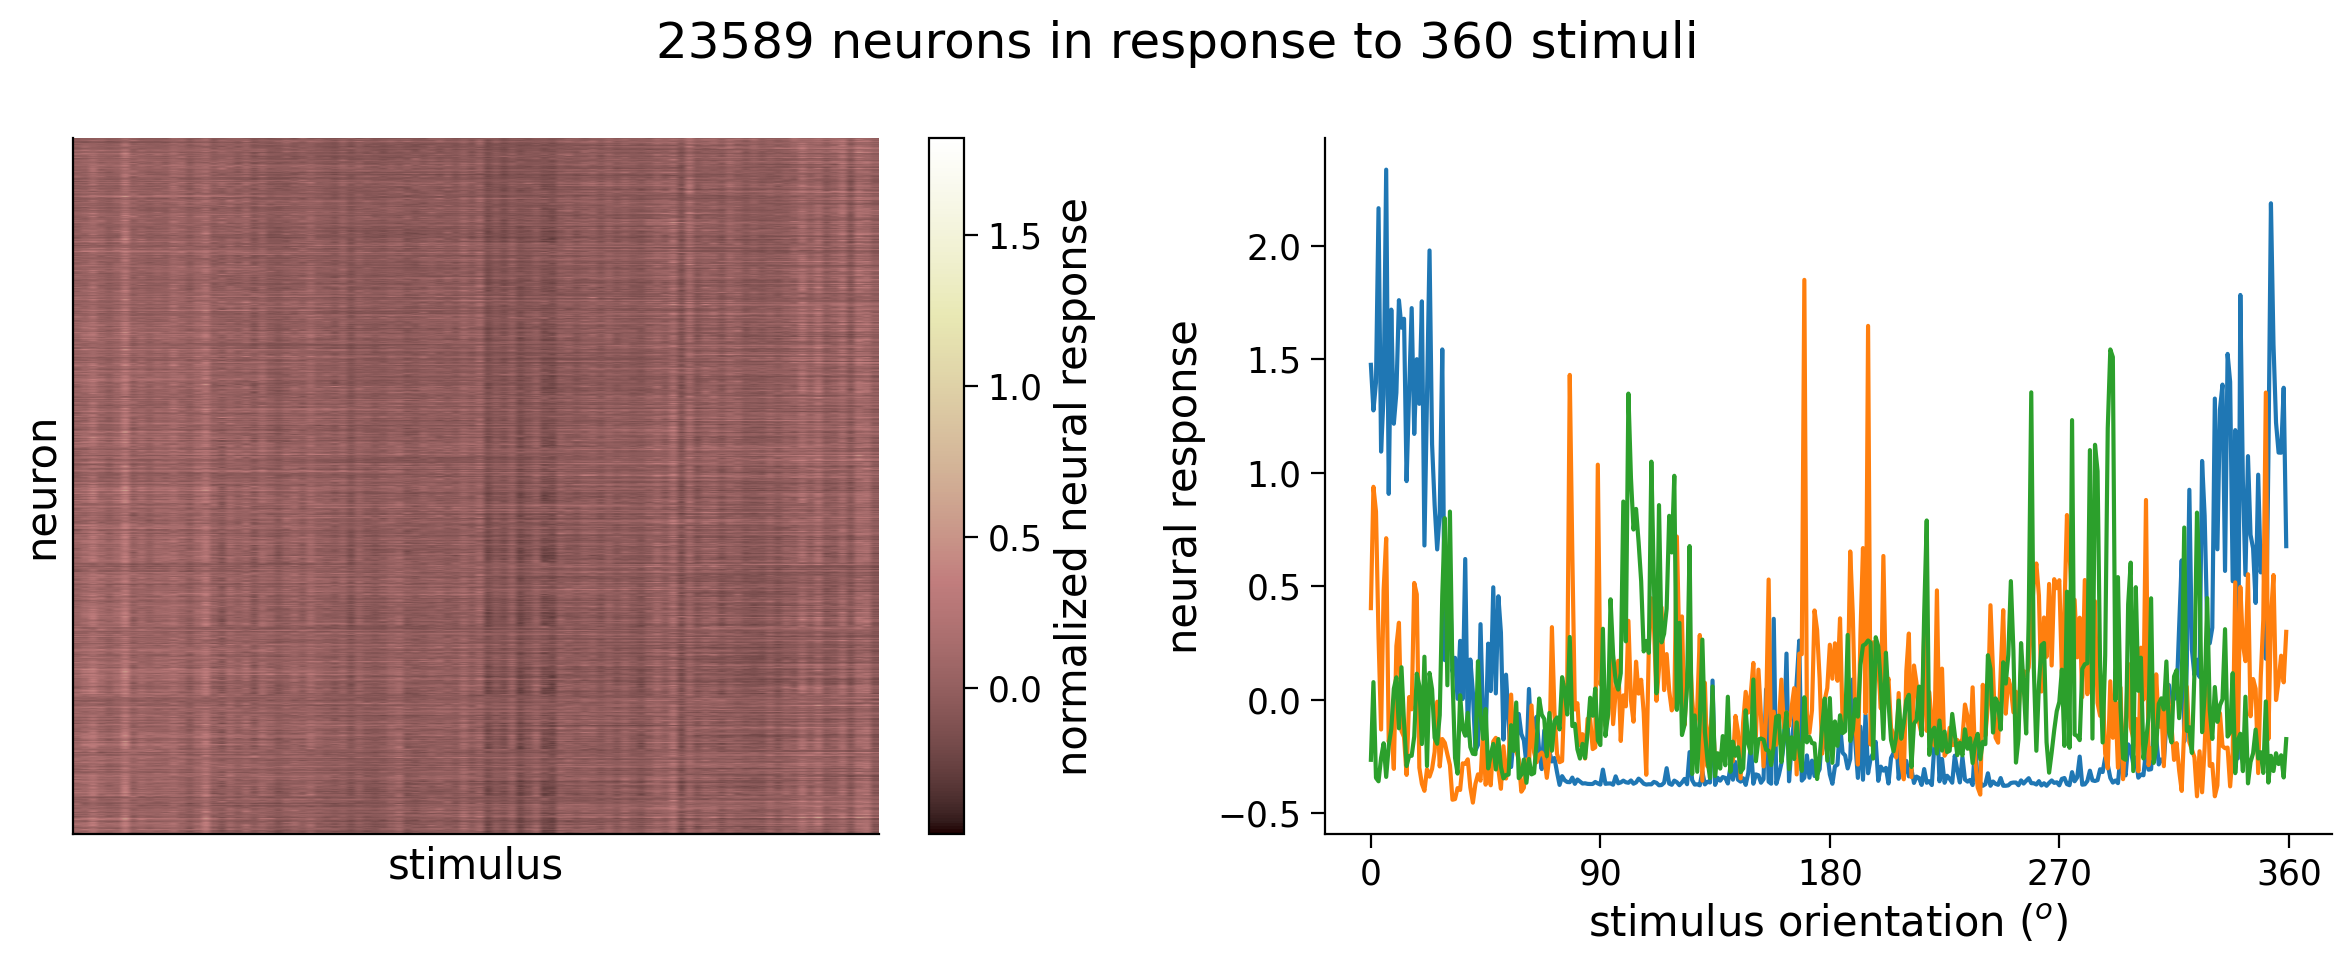 23589 neurons in response to 360 stimuli
neuron
stimulus
1.5
1.0
0.5
0.0
normalized neural response
neural response
2.0
1.5
1.0
0.5
0.0
−0.5
0 90 180 270 360
stimulus orientation (°)